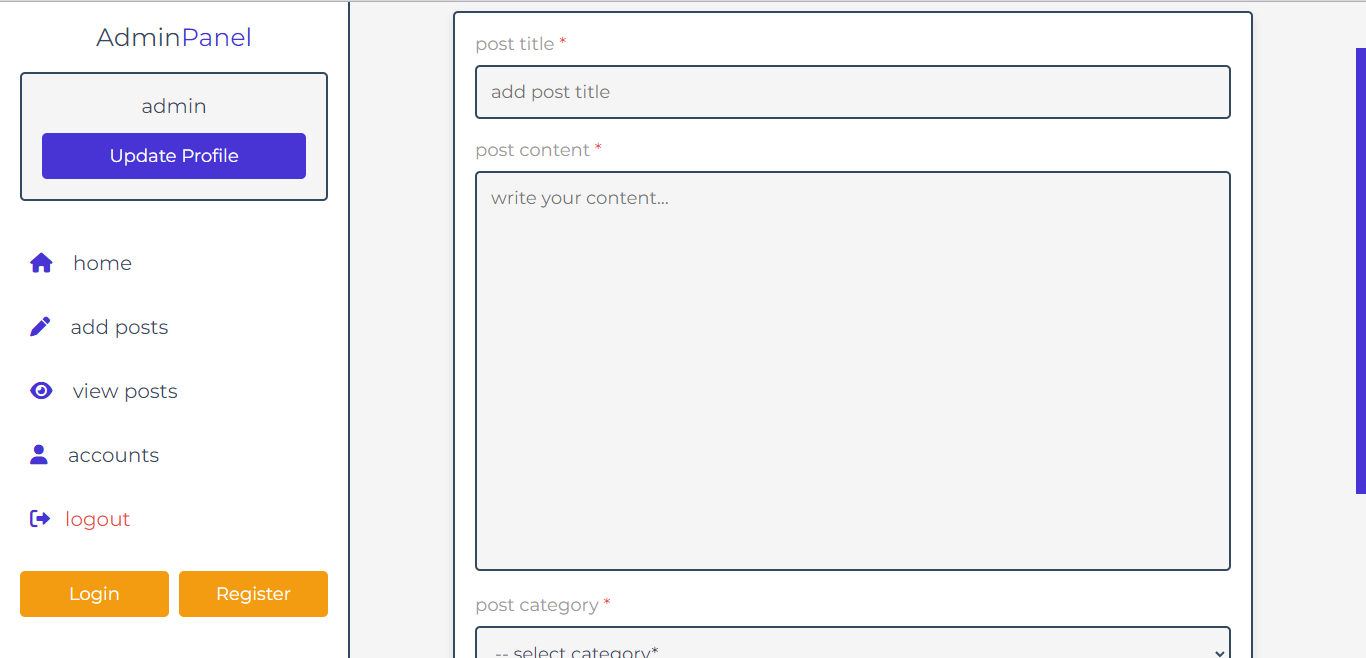 AdminPanel
admin
Update Profile
home
add posts
view posts
accounts
logout
Login
Register
post title *
add post title
post content *
write your content...
post category *
-- select category*